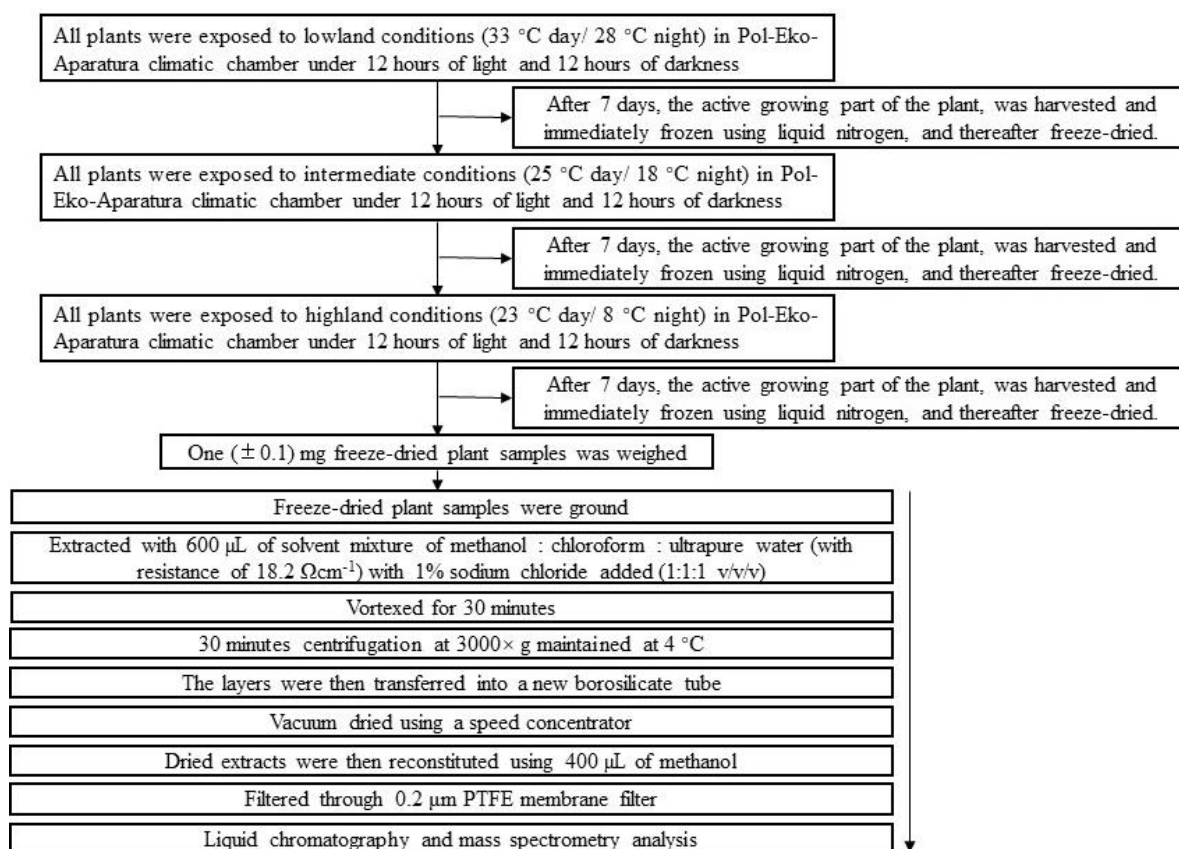 All plants were exposed to lowland conditions (33 °C day/ 28 °C night) in Pol-Eko-
Aparatura climatic chamber under 12 hours of light and 12 hours of darkness
After 7 days, the active growing part of the plant, was harvested and
immediately frozen using liquid nitrogen, and thereafter freeze-dried.
All plants were exposed to intermediate conditions (25 °C day/ 18 °C night) in Pol-
Eko-Aparatura climatic chamber under 12 hours of light and 12 hours of darkness
After 7 days, the active growing part of the plant, was harvested and
immediately frozen using liquid nitrogen, and thereafter freeze-dried.
All plants were exposed to highland conditions (23 °C day/ 8 °C night) in Pol-Eko-
Aparatura climatic chamber under 12 hours of light and 12 hours of darkness
After 7 days, the active growing part of the plant, was harvested and
immediately frozen using liquid nitrogen, and thereafter freeze-dried.
One (± 0.1) mg freeze-dried plant samples was weighed
Freeze-dried plant samples were ground
Extracted with 600 µL of solvent mixture of methanol : chloroform : ultrapure water (with
resistance of 18.2 Ωcm⁻¹) with 1% sodium chloride added (1:1:1 v/v/v)
Vortexed for 30 minutes
30 minutes centrifugation at 3000× g maintained at 4 °C
The layers were then transferred into a new borosilicate tube
Vacuum dried using a speed concentrator
Dried extracts were then reconstituted using 400 µL of methanol
Filtered through 0.2 µm PTFE membrane filter
Liquid chromatography and mass spectrometry analysis